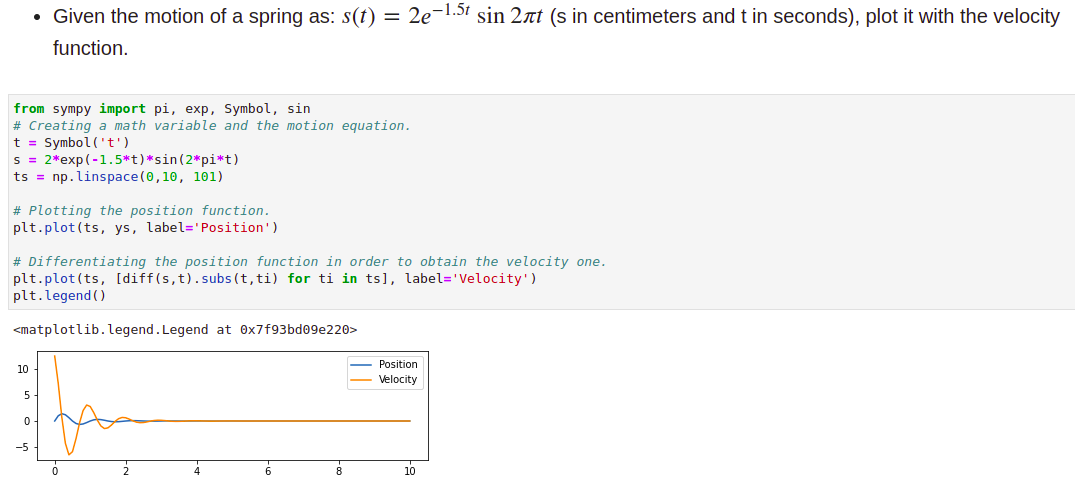 • Given the motion of a spring as: s(t) = 2e^{−1.5t} sin 2πt (s in centimeters and t in seconds), plot it with the velocity
function.
from sympy import pi, exp, Symbol, sin
# Creating a math variable and the motion equation.
t = Symbol('t')
s = 2*exp(-1.5*t)*sin(2*pi*t)
ts = np.linspace(0,10, 101)
# Plotting the position function.
plt.plot(ts, ys, label='Position')
# Differentiating the position function in order to obtain the velocity one.
plt.plot(ts, [diff(s,t).subs(t,ti) for ti in ts], label='Velocity')
plt.legend()
<matplotlib.legend.Legend at 0x7f93bd09e220>
Position
Velocity
10
5
0
−5
0 2 4 6 8 10